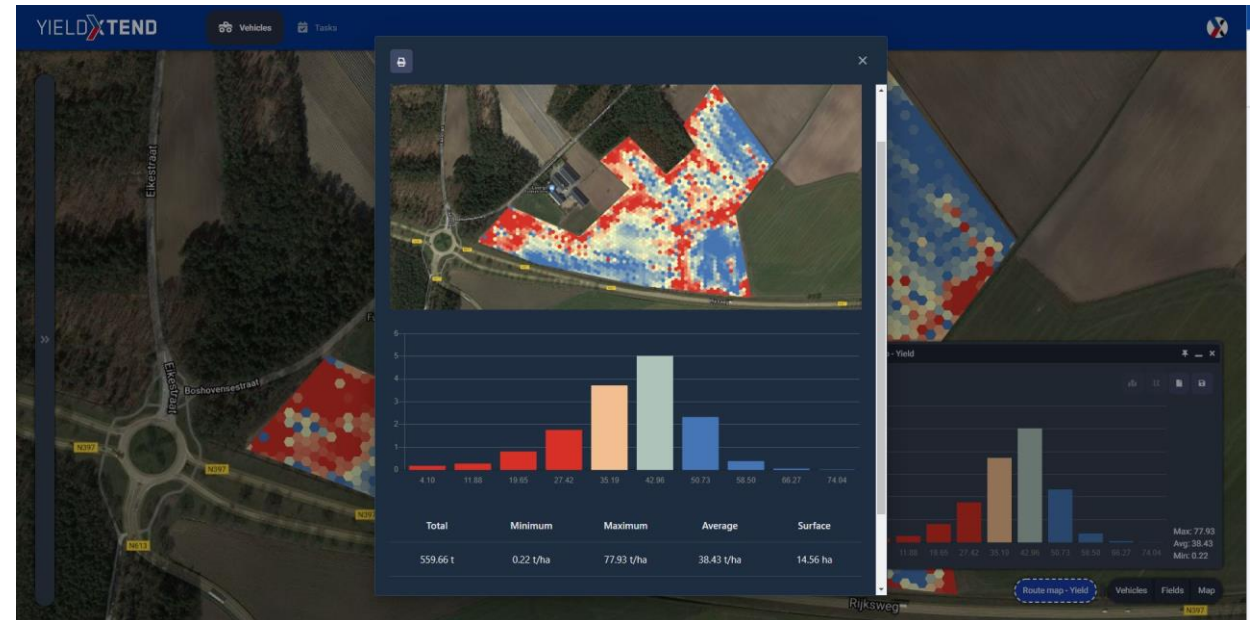 YIELDXTEND Vehicles Tasks
Eikestraat
Eikestraat
Boshovensestraat
N397
N397
N613
6
5
4
3
2
1
0
4.10 11.88 19.65 27.42 35.19 42.96 50.73 58.50 66.27 74.04
Total Minimum Maximum Average Surface
559.66 t 0.22 t/ha 77.93 t/ha 38.43 t/ha 14.56 ha
- Yield
11.88 19.65 27.42 35.19 42.96 50.73 58.50 66.27 74.04
Max: 77.93
Avg: 38.43
Min: 0.22
Route map - Yield Vehicles Fields Map
Rijksweg
N397